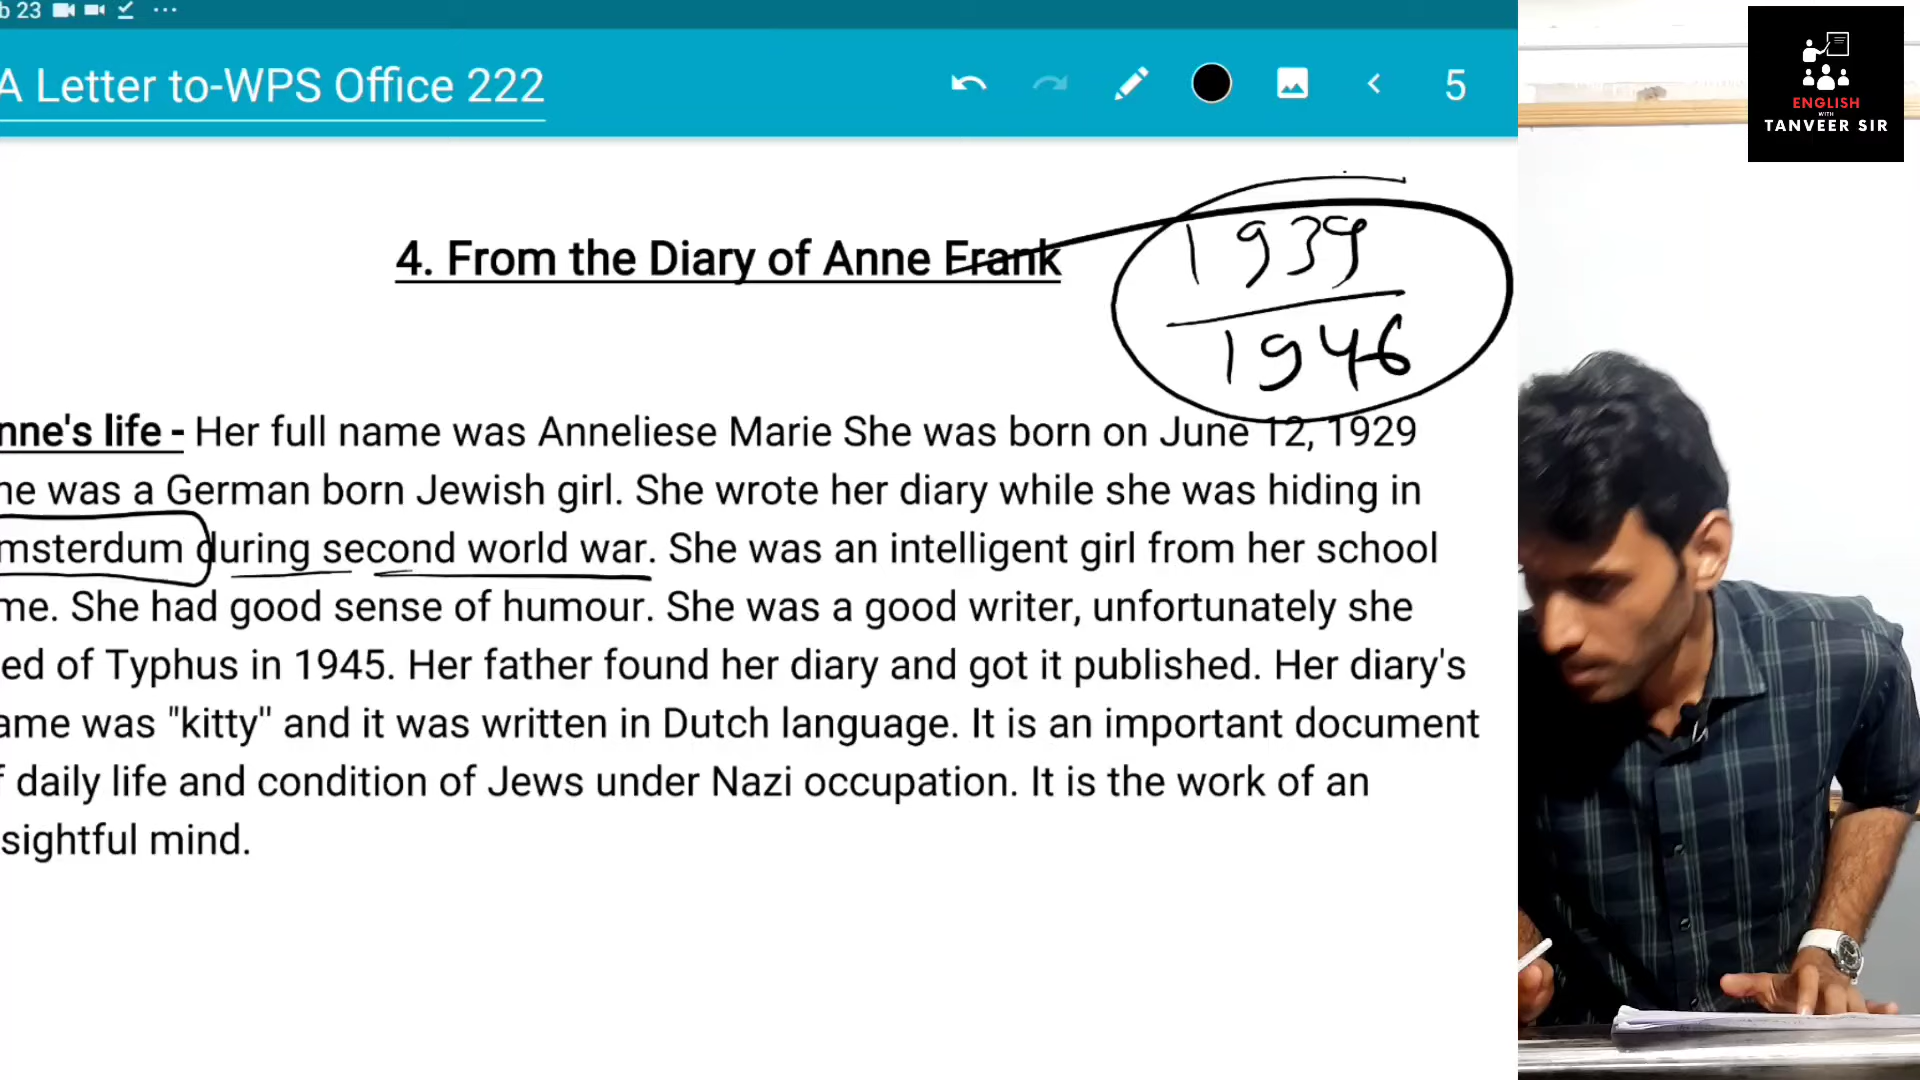 b 23 ...
A Letter to-WPS Office 222
5
ENGLISH
WITH
TANVEER SIR
4. From the Diary of Anne Frank
1939
1946
nne's life - Her full name was Anneliese Marie She was born on June 12, 1929
he was a German born Jewish girl. She wrote her diary while she was hiding in
msterdum during second world war. She was an intelligent girl from her school
me. She had good sense of humour. She was a good writer, unfortunately she
ed of Typhus in 1945. Her father found her diary and got it published. Her diary's
ame was "kitty" and it was written in Dutch language. It is an important document
f daily life and condition of Jews under Nazi occupation. It is the work of an
sightful mind.